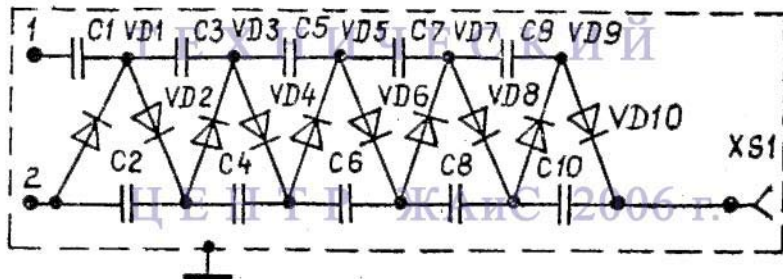 1 C1 VD1 C3 VD3 C5 VD5 C7 VD7 C9 VD9
ТЕХНИЧЕСКИЙ
VD2 VD4 VD6 VD8 VD10
2 C2 C4 C6 C8 C10 XS1
ЦЕНТР ЖАиС 2006 г.